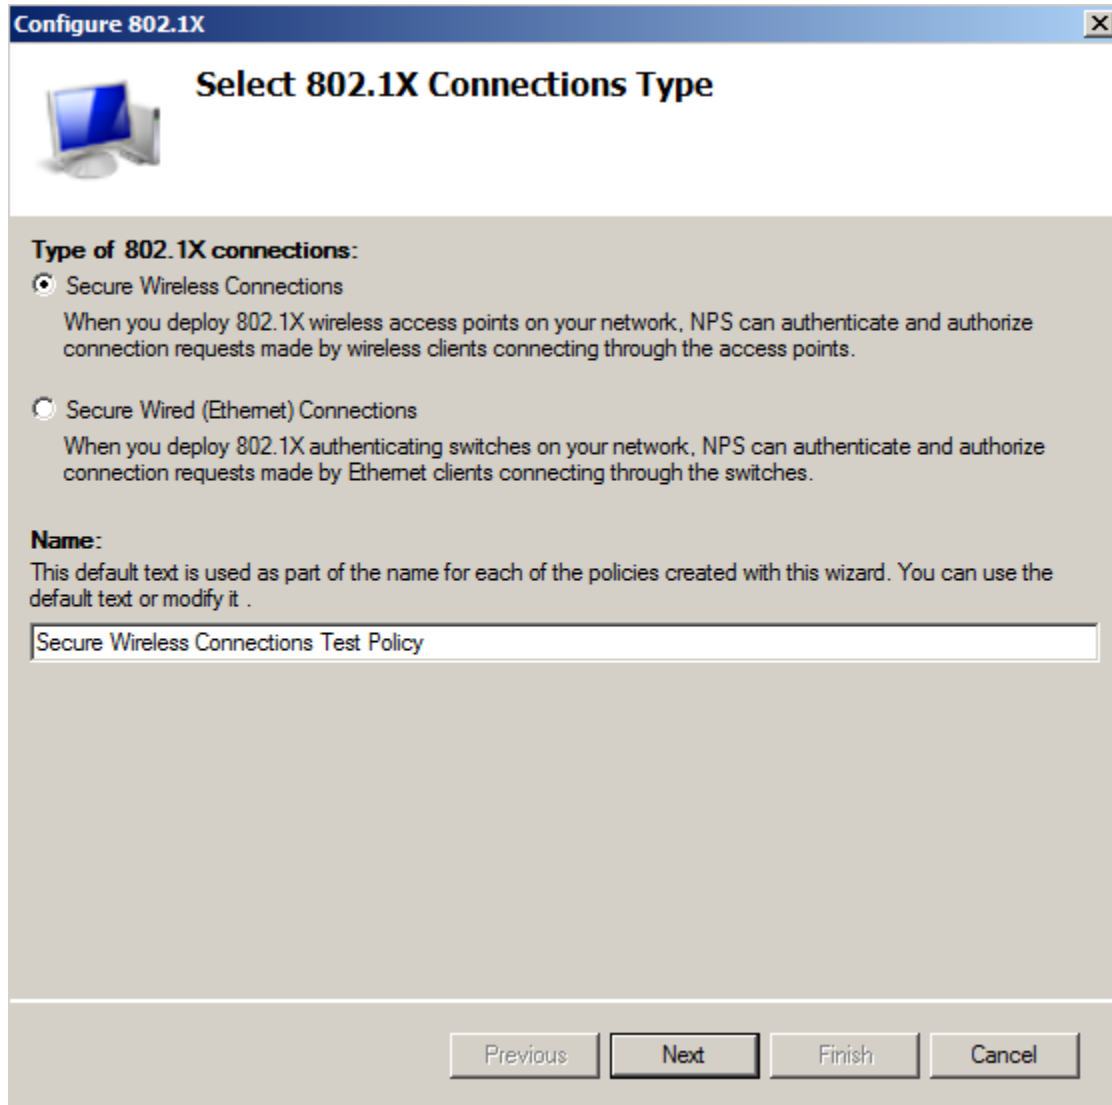 Configure 802.1X
Select 802.1X Connections Type
Type of 802.1X connections:
Secure Wireless Connections
When you deploy 802.1X wireless access points on your network, NPS can authenticate and authorize
connection requests made by wireless clients connecting through the access points.
Secure Wired (Ethernet) Connections
When you deploy 802.1X authenticating switches on your network, NPS can authenticate and authorize
connection requests made by Ethernet clients connecting through the switches.
Name:
This default text is used as part of the name for each of the policies created with this wizard. You can use the
default text or modify it .
Secure Wireless Connections Test Policy
Previous Next Finish Cancel